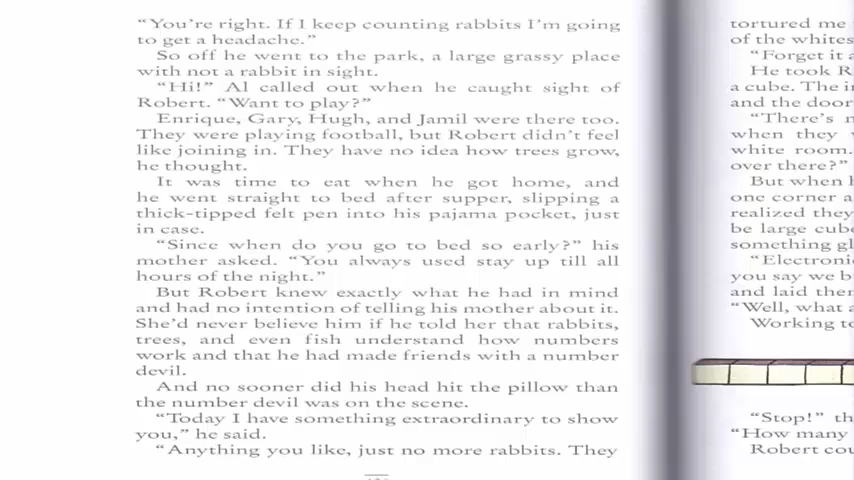 “You’re right. If I keep counting rabbits I’m going
to get a headache.”
So off he went to the park, a large grassy place
with not a rabbit in sight.
“Hi!” Al called out when he caught sight of
Robert. “Want to play?”
Enrique, Gary, Hugh, and Jamil were there too.
They were playing football, but Robert didn’t feel
like joining in. They have no idea how trees grow,
he thought.
It was time to eat when he got home, and
he went straight to bed after supper, slipping a
thick-tipped felt pen into his pajama pocket, just
in case.
“Since when do you go to bed so early?” his
mother asked. “You always used stay up till all
hours of the night.”
But Robert knew exactly what he had in mind
and had no intention of telling his mother about it.
She’d never believe him if he told her that rabbits,
trees, and even fish understand how numbers
work and that he had made friends with a number
devil.
And no sooner did his head hit the pillow than
the number devil was on the scene.
“Today I have something extraordinary to show
you,” he said.
“Anything you like, just no more rabbits. They
tortured me
of the whites
“Forget it
He took
a cube. The
and the door
“There’s
when they
white room.
over there?”
But when
one corner
realized they
be large
something
“Electronic
you say we
and laid
“Well, what
Working
“Stop!”
“How many
Robert